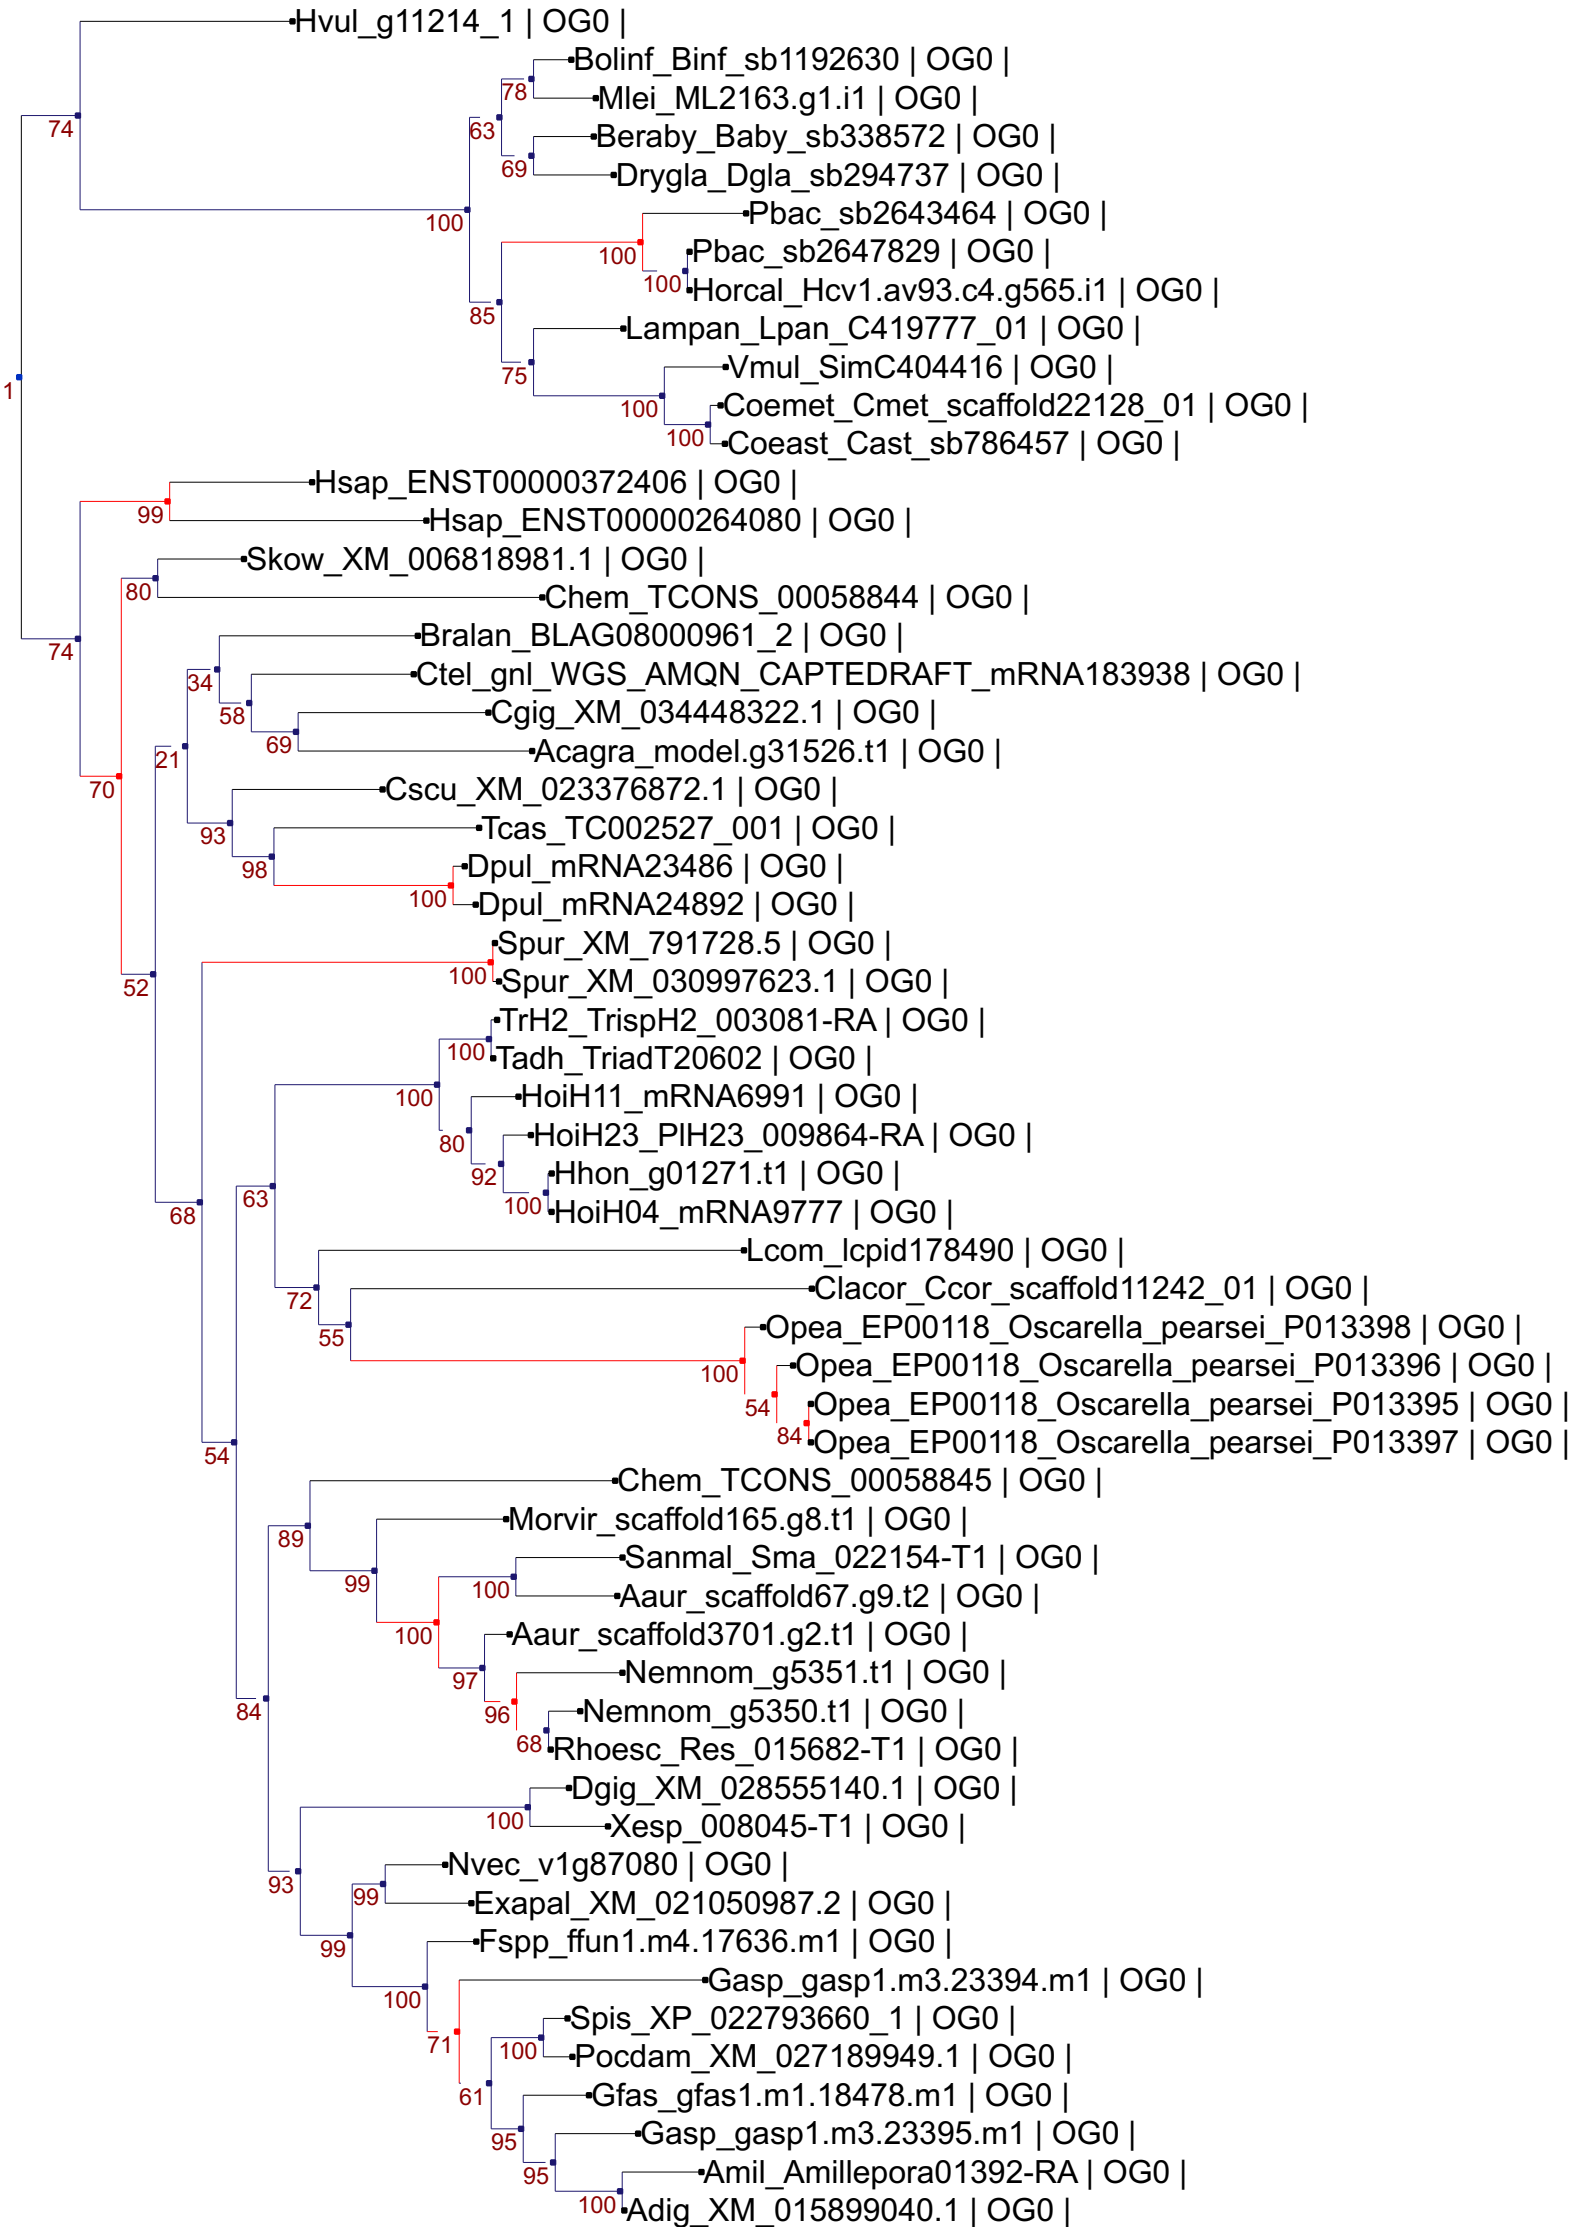 Hvul_g11214_1 | OG0 |
Bolinf_Binf_sb1192630 | OG0 |
78
Mlei_ML2163.g1.i1 | OG0 |
74
63
Beraby_Baby_sb338572 | OG0 |
69
Drygla_Dgla_sb294737 | OG0 |
100
Pbac_sb2643464 | OG0 |
100
Pbac_sb2647829 | OG0 |
100
Horcal_Hcv1.av93.c4.g565.i1 | OG0 |
85
Lampan_Lpan_C419777_01 | OG0 |
75
Vmul_SimC404416 | OG0 |
1
100
Coemet_Cmet_scaffold22128_01 | OG0 |
100
Coeast_Cast_sb786457 | OG0 |
Hsap_ENST00000372406 | OG0 |
99
Hsap_ENST00000264080 | OG0 |
Skow_XM_006818981.1 | OG0 |
80
Chem_TCONS_00058844 | OG0 |
74
Bralan_BLAG08000961_2 | OG0 |
34
Ctel_gnl_WGS_AMQN_CAPTEDRAFT_mRNA183938 | OG0 |
58
Cgig_XM_034448322.1 | OG0 |
69
Acagra_model.g31526.t1 | OG0 |
21
70
Cscu_XM_023376872.1 | OG0 |
93
Tcas_TC002527_001 | OG0 |
98
Dpul_mRNA23486 | OG0 |
100
Dpul_mRNA24892 | OG0 |
Spur_XM_791728.5 | OG0 |
100
52
Spur_XM_030997623.1 | OG0 |
TrH2_TrispH2_003081-RA | OG0 |
100
Tadh_TriadT20602 | OG0 |
100
HoiH11_mRNA6991 | OG0 |
80
HoiH23_PlH23_009864-RA | OG0 |
92
Hhon_g01271.t1 | OG0 |
63
100
68
HoiH04_mRNA9777 | OG0 |
Lcom_lcpid178490 | OG0 |
72
Clacor_Ccor_scaffold11242_01 | OG0 |
55
Opea_EP00118_Oscarella_pearsei_P013398 | OG0 |
100
Opea_EP00118_Oscarella_pearsei_P013396 | OG0 |
54
Opea_EP00118_Oscarella_pearsei_P013395 | OG0 |
84
Opea_EP00118_Oscarella_pearsei_P013397 | OG0 |
54
Chem_TCONS_00058845 | OG0 |
89
Morvir_scaffold165.g8.t1 | OG0 |
99
Sanmal_Sma_022154-T1 | OG0 |
100
Aaur_scaffold67.g9.t2 | OG0 |
100
Aaur_scaffold3701.g2.t1 | OG0 |
97
Nemnom_g5351.t1 | OG0 |
96
84
Nemnom_g5350.t1 | OG0 |
68
Rhoesc_Res_015682-T1 | OG0 |
Dgig_XM_028555140.1 | OG0 |
100
Xesp_008045-T1 | OG0 |
Nvec_v1g87080 | OG0 |
93
99
Exapal_XM_021050987.2 | OG0 |
99
Fspp_ffun1.m4.17636.m1 | OG0 |
100
Gasp_gasp1.m3.23394.m1 | OG0 |
Spis_XP_022793660_1 | OG0 |
71
100
Pocdam_XM_027189949.1 | OG0 |
61
Gfas_gfas1.m1.18478.m1 | OG0 |
95
Gasp_gasp1.m3.23395.m1 | OG0 |
95
Amil_Amillepora01392-RA | OG0 |
100
Adig_XM_015899040.1 | OG0 |